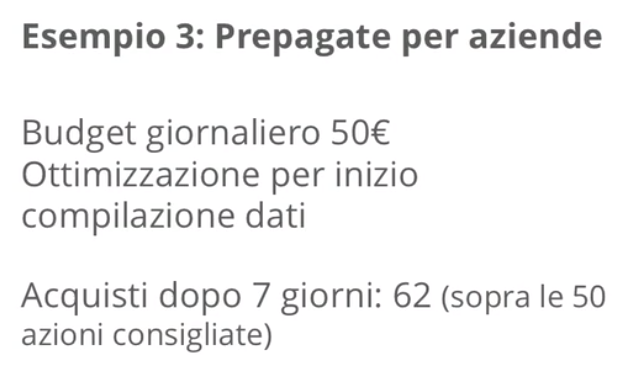 Esempio 3: Prepagate per aziende
Budget giornaliero 50€
Ottimizzazione per inizio
compilazione dati
Acquisti dopo 7 giorni: 62 (sopra le 50
azioni consigliate)